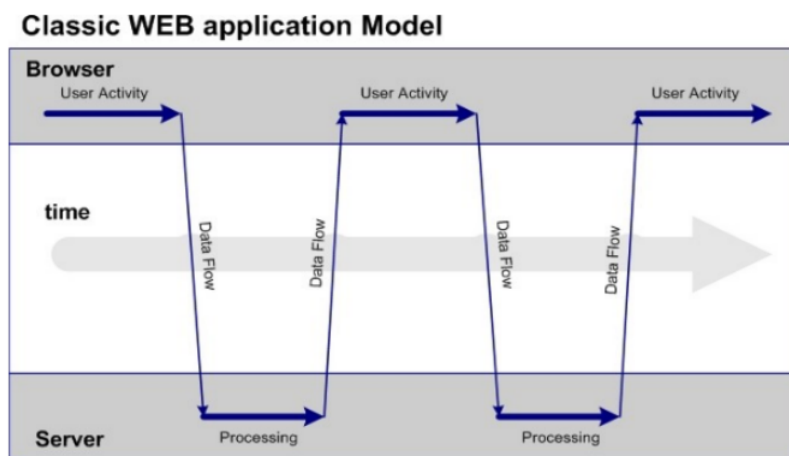 Classic WEB application Model
Browser
User Activity
User Activity
User Activity
time
Data Flow
Data Flow
Data Flow
Data Flow
Server
Processing
Processing